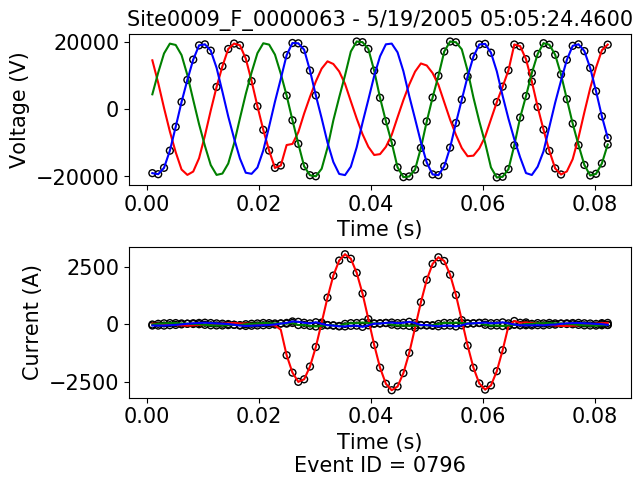 Site0009_F_0000063 - 5/19/2005 05:05:24.4600
20000
0
−20000
Voltage (V)
0.00 0.02 0.04 0.06 0.08
Time (s)
2500
0
−2500
Current (A)
0.00 0.02 0.04 0.06 0.08
Time (s)
Event ID = 0796